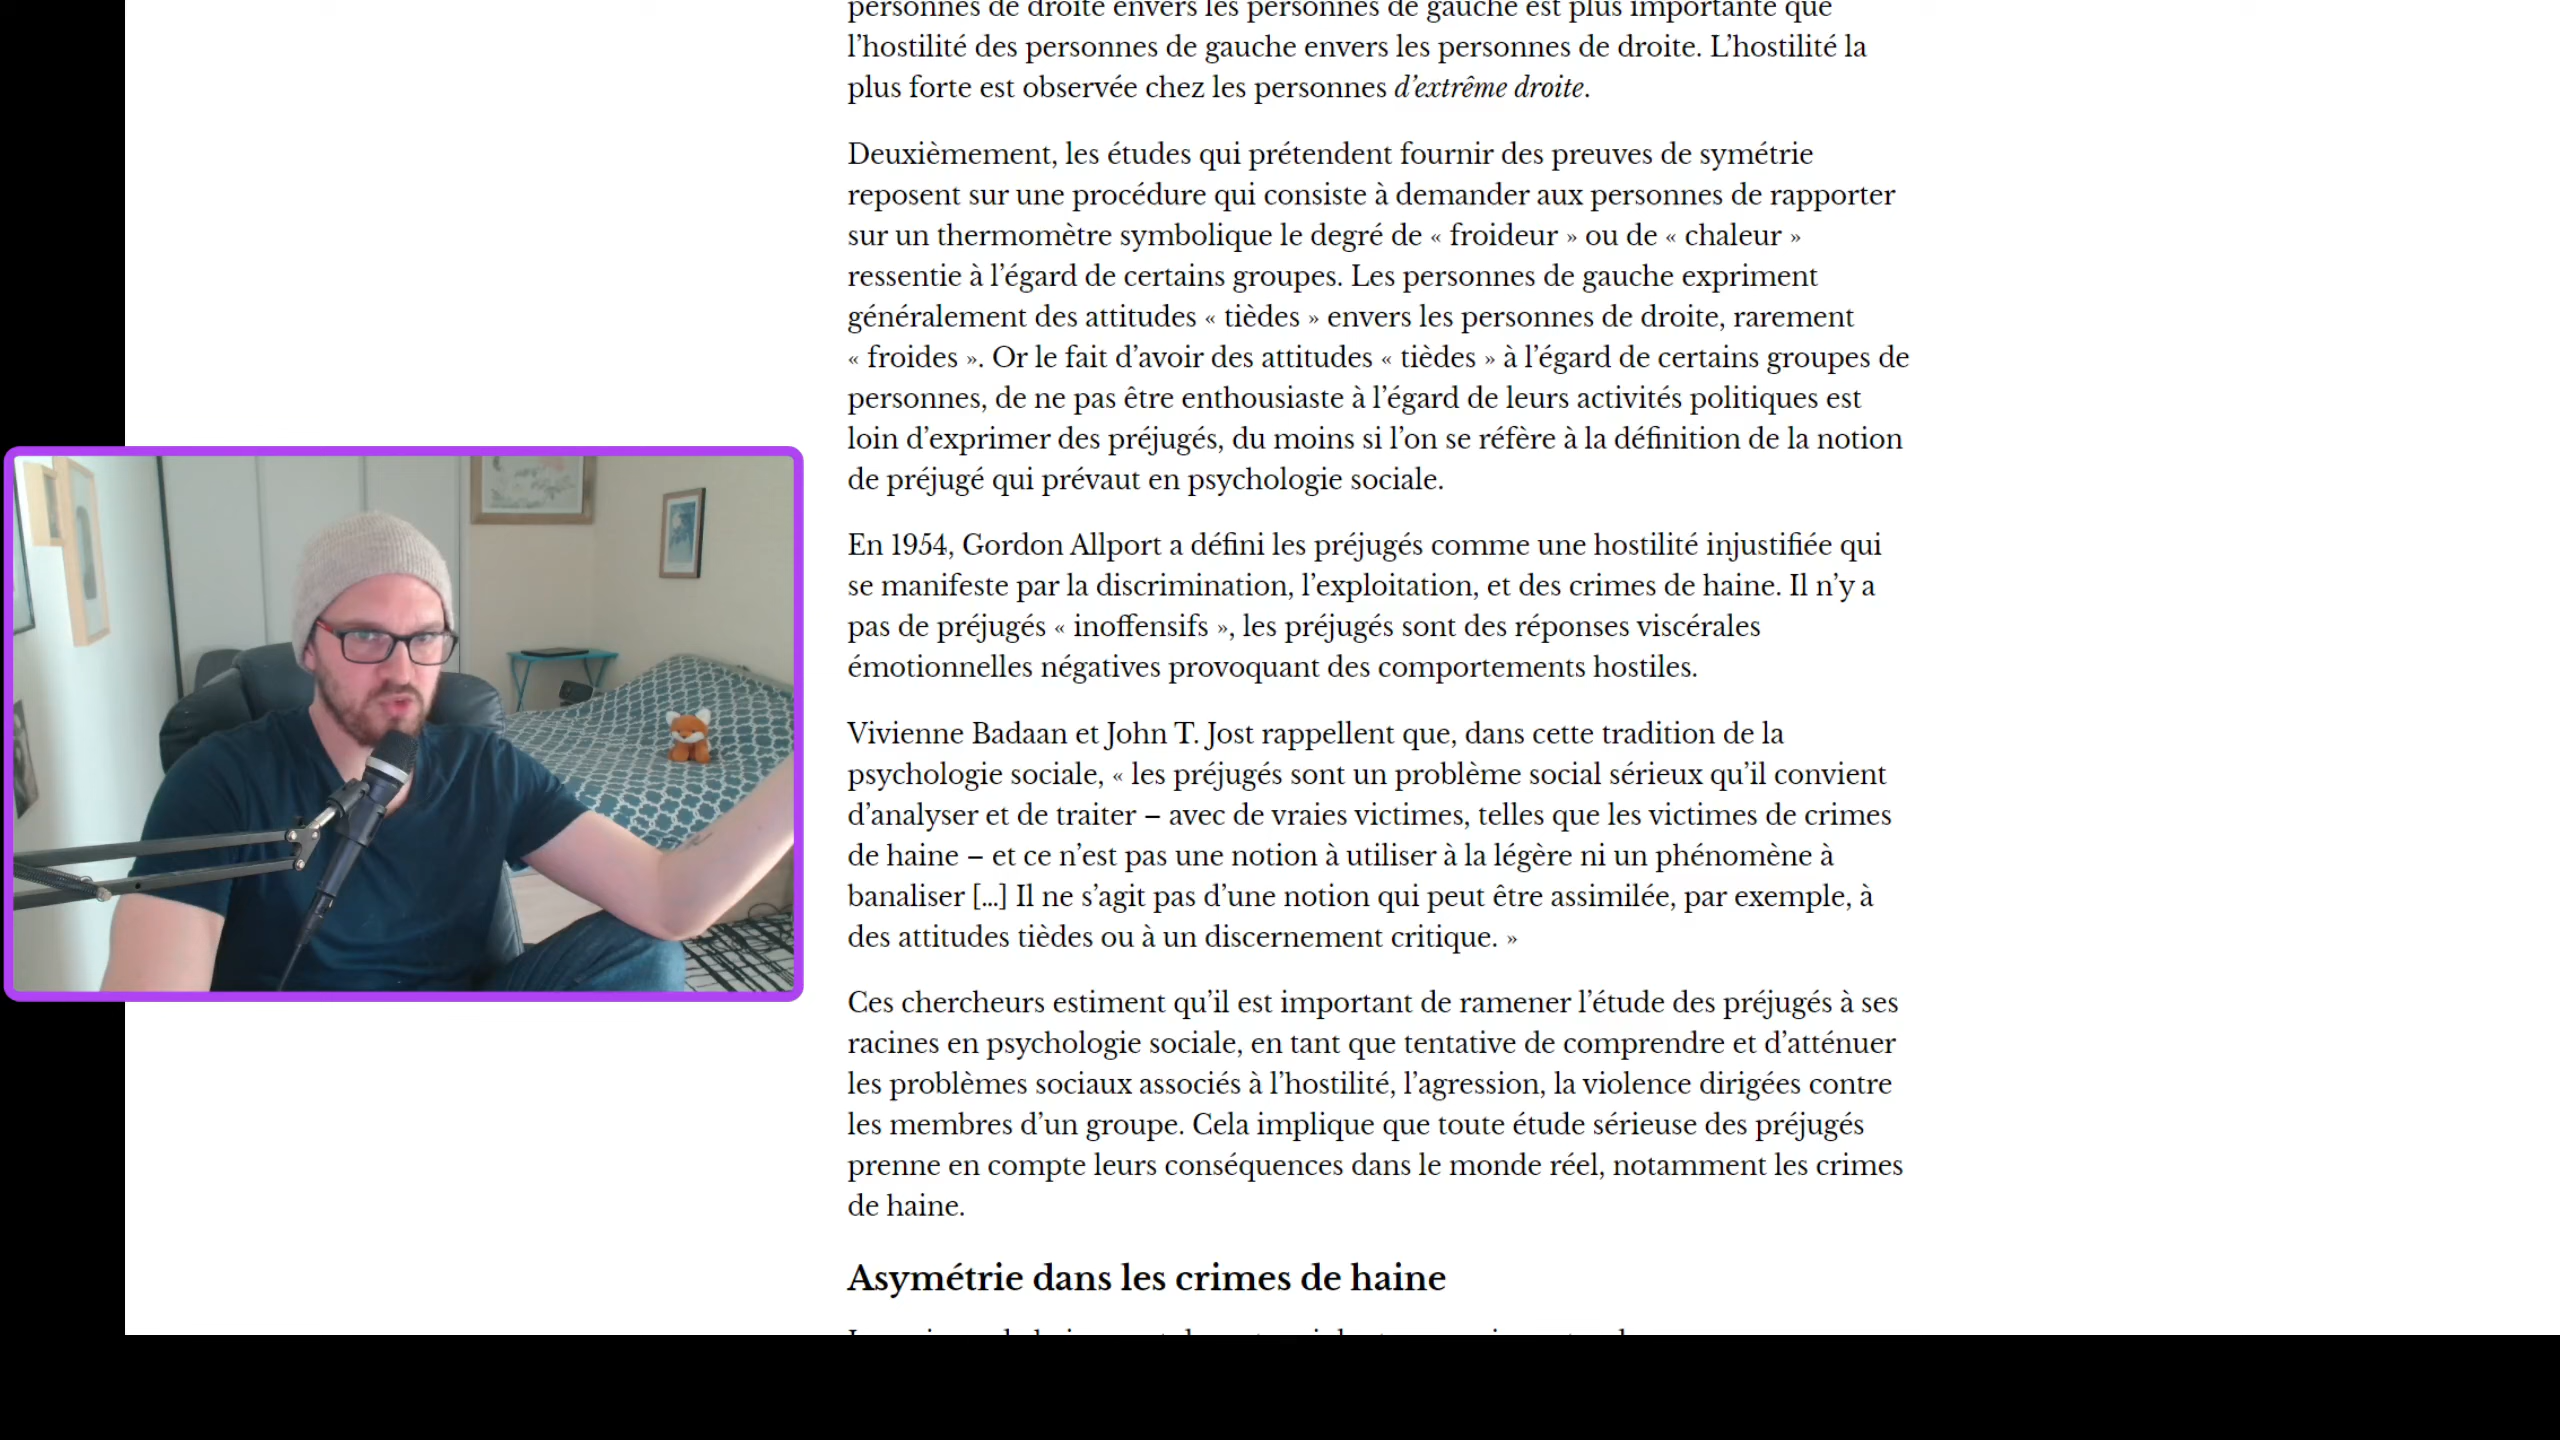 personnes de droite envers les personnes de gauche est plus importante que
l’hostilité des personnes de gauche envers les personnes de droite. L’hostilité la
plus forte est observée chez les personnes d’extrême droite.
Deuxièmement, les études qui prétendent fournir des preuves de symétrie
reposent sur une procédure qui consiste à demander aux personnes de rapporter
sur un thermomètre symbolique le degré de « froideur » ou de « chaleur »
ressentie à l’égard de certains groupes. Les personnes de gauche expriment
généralement des attitudes « tièdes » envers les personnes de droite, rarement
« froides ». Or le fait d’avoir des attitudes « tièdes » à l’égard de certains groupes de
personnes, de ne pas être enthousiaste à l’égard de leurs activités politiques est
loin d’exprimer des préjugés, du moins si l’on se réfère à la définition de la notion
de préjugé qui prévaut en psychologie sociale.
En 1954, Gordon Allport a défini les préjugés comme une hostilité injustifiée qui
se manifeste par la discrimination, l’exploitation, et des crimes de haine. Il n’y a
pas de préjugés « inoffensifs », les préjugés sont des réponses viscérales
émotionnelles négatives provoquant des comportements hostiles.
Vivienne Badaan et John T. Jost rappellent que, dans cette tradition de la
psychologie sociale, « les préjugés sont un problème social sérieux qu’il convient
d’analyser et de traiter – avec de vraies victimes, telles que les victimes de crimes
de haine – et ce n’est pas une notion à utiliser à la légère ni un phénomène à
banaliser [...] Il ne s’agit pas d’une notion qui peut être assimilée, par exemple, à
des attitudes tièdes ou à un discernement critique. »
Ces chercheurs estiment qu’il est important de ramener l’étude des préjugés à ses
racines en psychologie sociale, en tant que tentative de comprendre et d’atténuer
les problèmes sociaux associés à l’hostilité, l’agression, la violence dirigées contre
les membres d’un groupe. Cela implique que toute étude sérieuse des préjugés
prenne en compte leurs conséquences dans le monde réel, notamment les crimes
de haine.
Asymétrie dans les crimes de haine